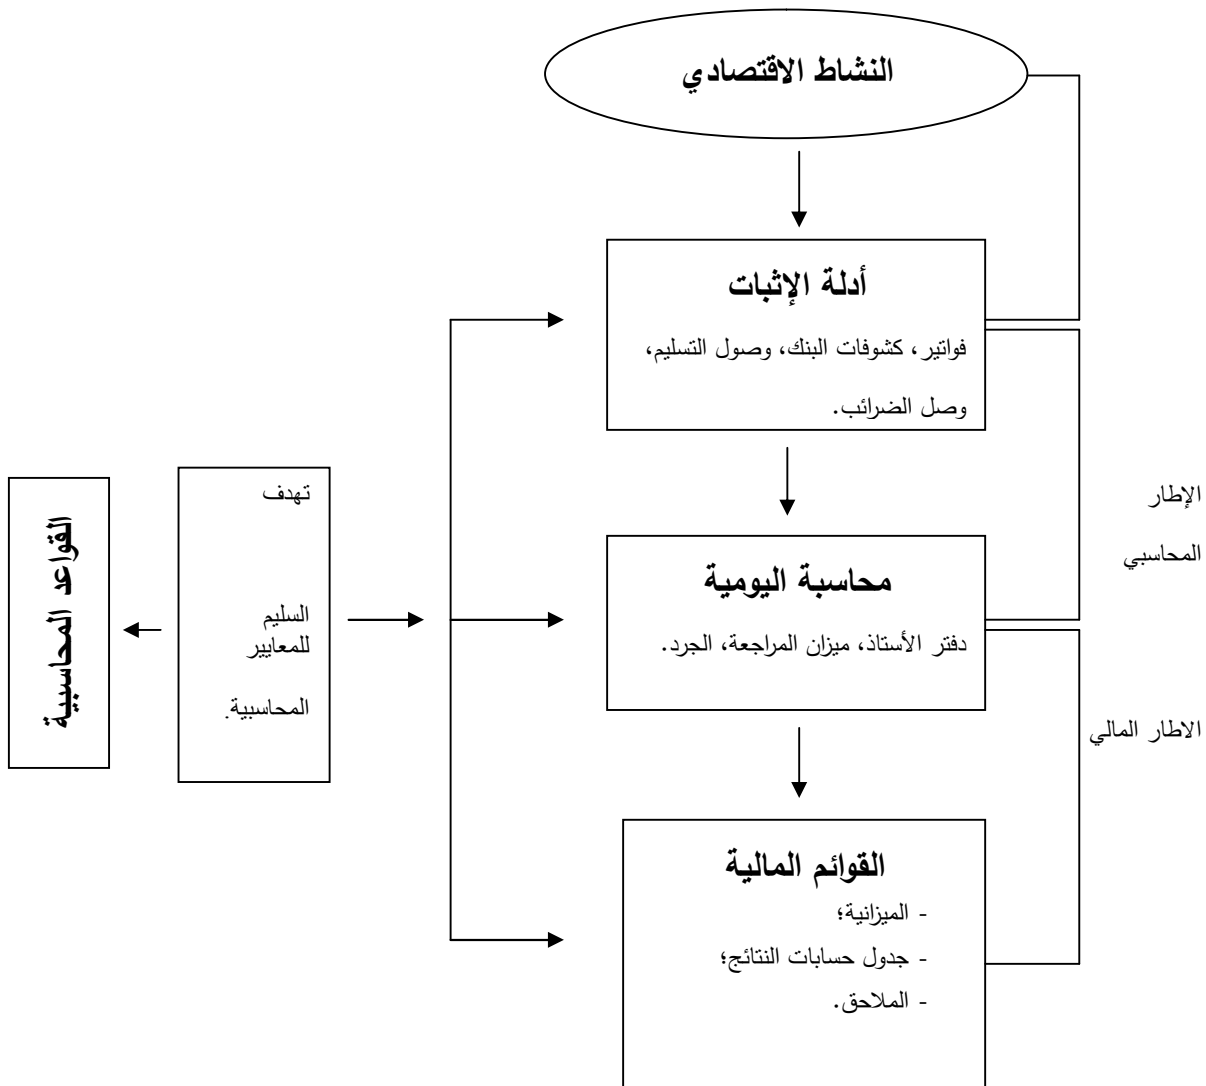 النشاط الاقتصادي
أدلة الإثبات
فواتير، كشوفات البنك، وصول التسليم،
وصل الضرائب.
الإطار
المحاسبي
محاسبة اليومية
دفتر الأستاذ، ميزان المراجعة، الجرد.
الاطار المالي
القوائم المالية
- الميزانية؛
- جدول حسابات النتائج؛
- الملاحق.
تهدف
السليم
للمعايير
المحاسبية.
القواعد المحاسبية